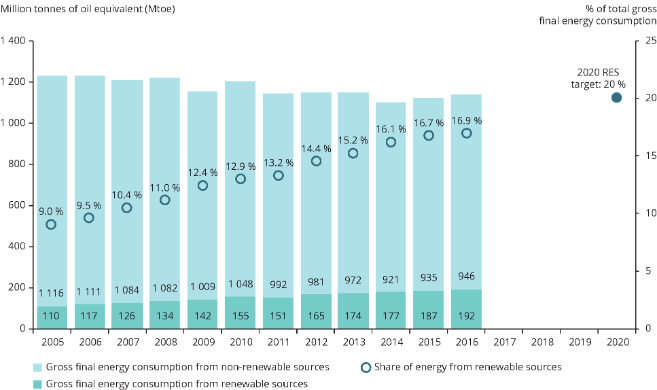 Million tonnes of oil equivalent (Mtoe)
% of total gross
final energy consumption
1 400
1 200
1 000
800
600
400
200
0
25
20
15
10
5
0
2020 RES
target: 20 %
9.0 % 9.5 % 10.4 % 11.0 % 12.4 % 12.9 % 13.2 % 14.4 % 15.2 % 16.1 % 16.7 % 16.9 %
1 116 1 111 1 084 1 082 1 009 1 048 992 981 972 921 935 946
110 117 126 134 142 155 151 165 174 177 187 192
2005 2006 2007 2008 2009 2010 2011 2012 2013 2014 2015 2016 2017 2018 2019 2020
Gross final energy consumption from non-renewable sources
Share of energy from renewable sources
Gross final energy consumption from renewable sources